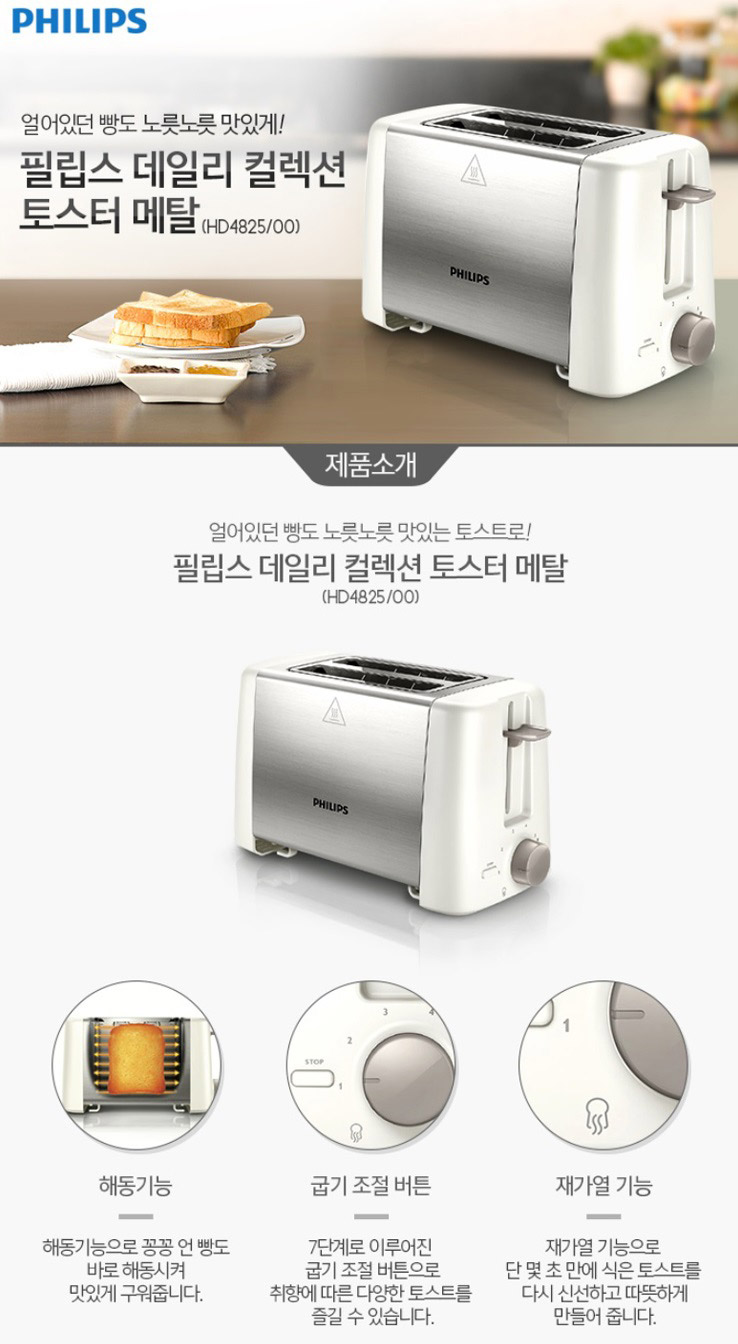 PHILIPS
얼어있던 빵도 노릇노릇 맛있게!
필립스 데일리 컬렉션
토스터 메탈(HD4825/00)
PHILIPS
제품소개
얼어있던 빵도 노릇노릇 맛있는 토스트로!
필립스 데일리 컬렉션 토스터 메탈
(HD4825/00)
PHILIPS
3
4
2
STOP
1
1
해동기능
굽기 조절 버튼
재가열 기능
해동기능으로 꽁꽁 언 빵도
바로 해동시켜
맛있게 구워줍니다.
7단계로 이루어진
굽기 조절 버튼으로
취향에 따른 다양한 토스트를
즐길 수 있습니다.
재가열 기능으로
단 몇 초 만에 식은 토스트를
다시 신선하고 따뜻하게
만들어 줍니다.